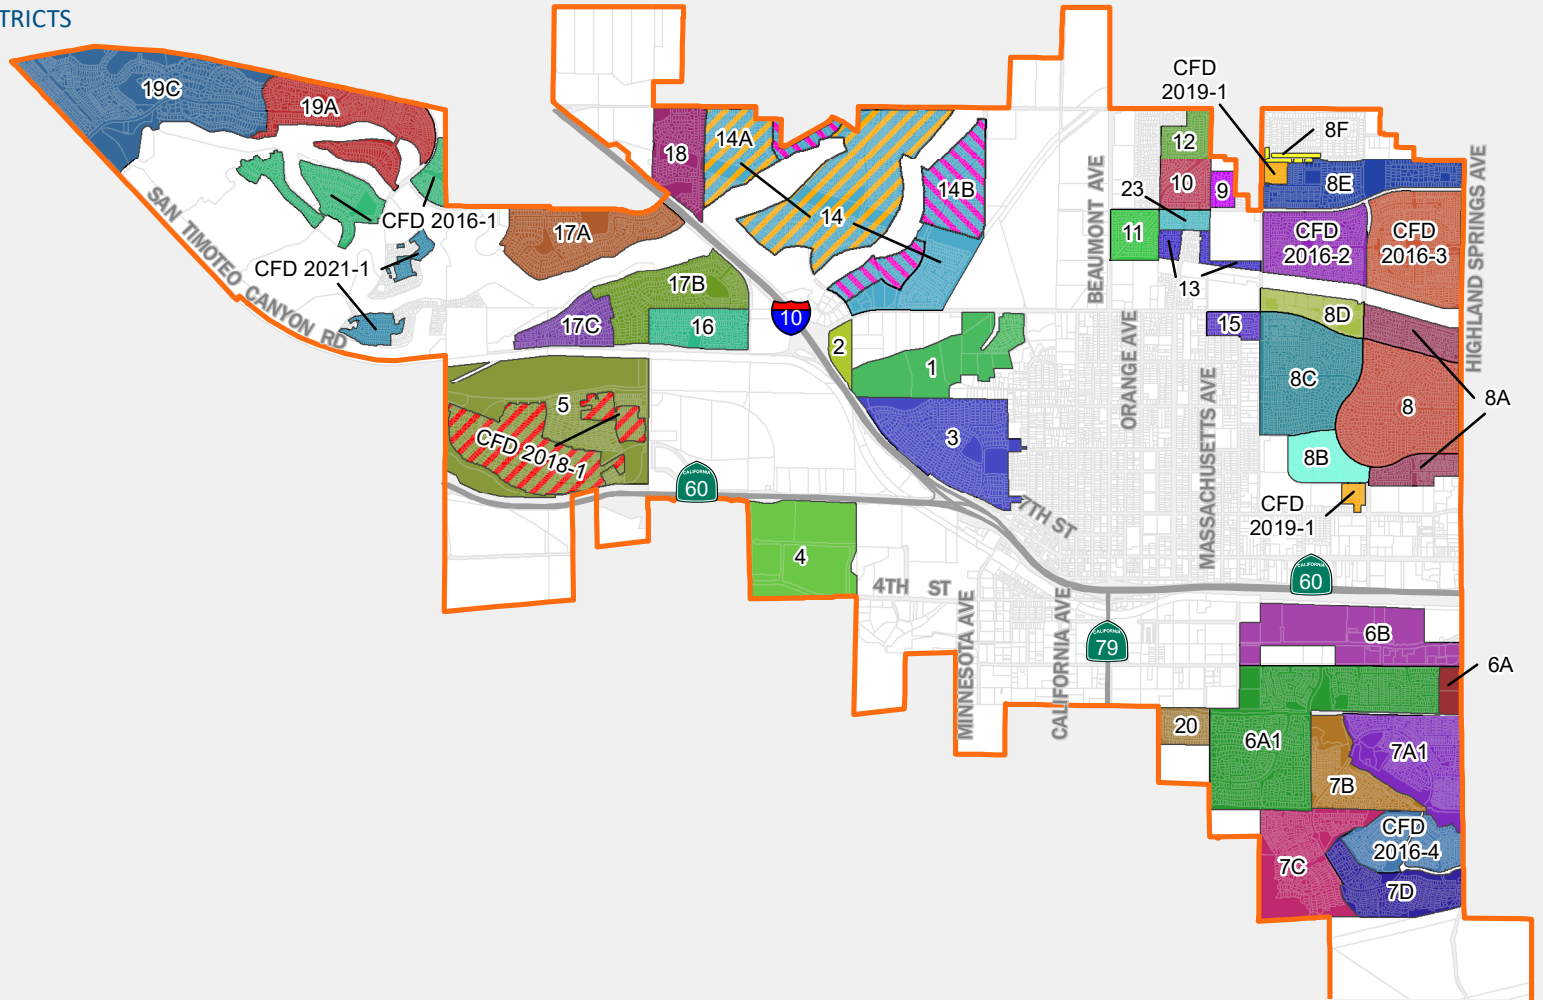 TRICTS
19C
19A
CFD 2016-1
CFD 2021-1
SAN TIMOTEO CANYON RD
17A
17B
17C
16
18
14A
14
14B
10
2
1
3
5
CFD 2018-1
CALIFORNIA
60
4
4TH ST
7TH ST
MINNESOTA AVE
CALIFORNIA AVE
CALIFORNIA
79
BEAUMONT AVE
ORANGE AVE
MASSACHUSETTS AVE
HIGHLAND SPRINGS AVE
CFD
2019-1
8F
12
10
9
23
11
13
15
8E
CFD
2016-2
CFD
2016-3
8D
8C
8
8A
8B
CFD
2019-1
CALIFORNIA
60
6B
6A
6A1
20
7A1
7B
CFD
2016-4
7C
7D